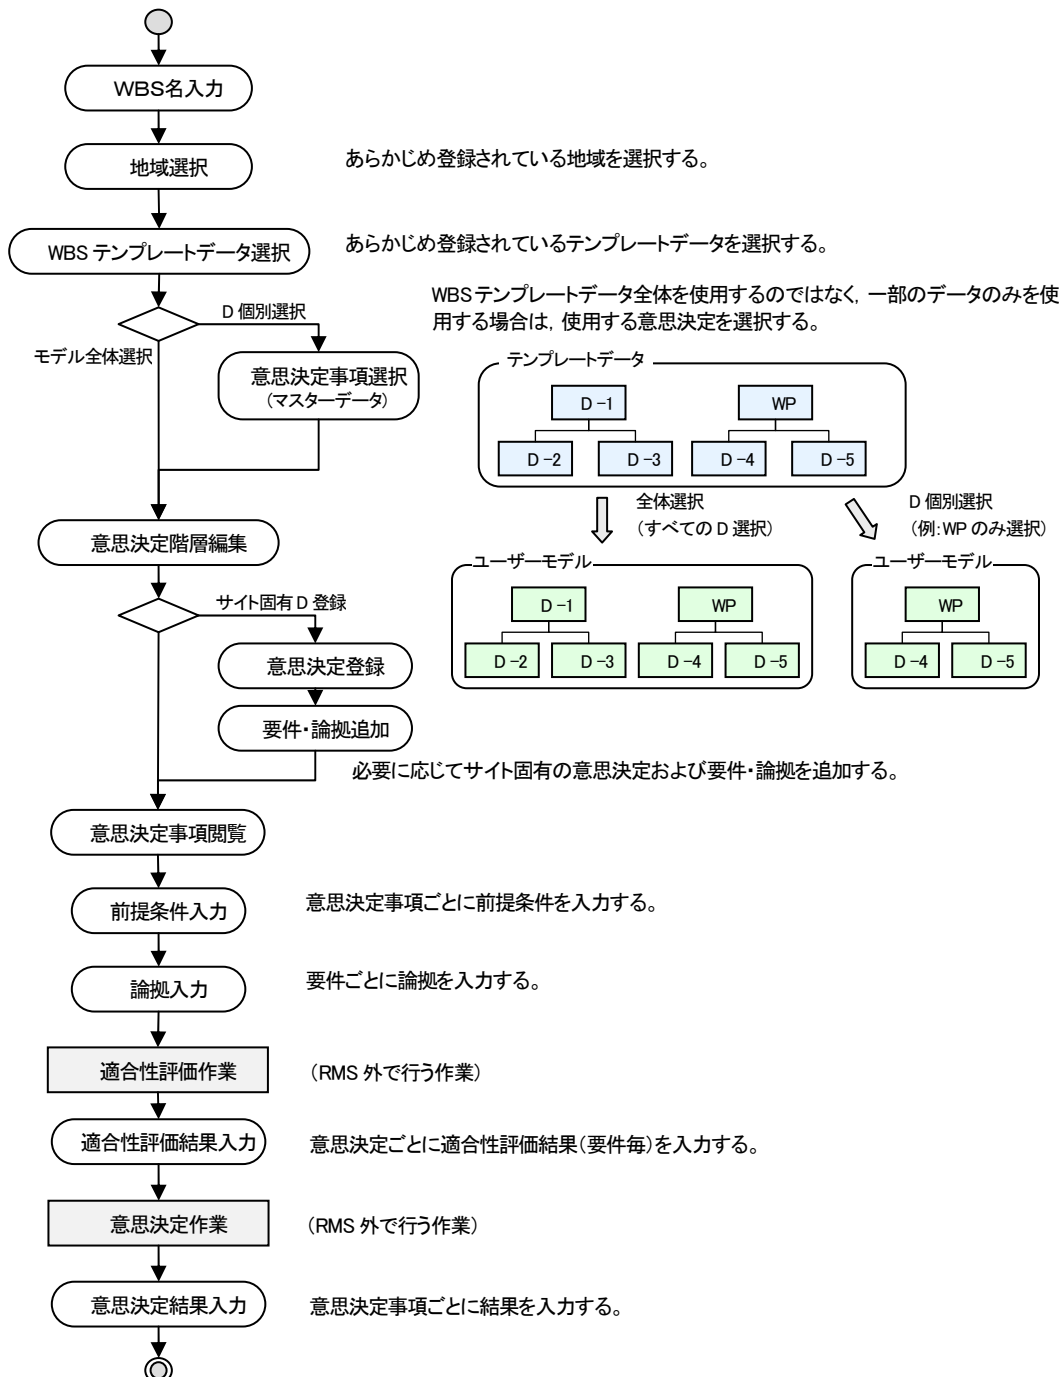 WBS名入力
地域選択
あらかじめ登録されている地域を選択する。
WBS テンプレートデータ選択
あらかじめ登録されているテンプレートデータを選択する。
D 個別選択
モデル全体選択
意思決定事項選択
(マスターデータ)
WBSテンプレートデータ全体を使用するのではなく, 一部のデータのみを使
用する場合は, 使用する意思決定を選択する。
テンプレートデータ
D-1
WP
D-2
D-3
D-4
D-5
全体選択
(すべての D 選択)
D 個別選択
(例:WP のみ選択)
ユーザーモデル
D-1
WP
D-2
D-3
D-4
D-5
ユーザーモデル
WP
D-4
D-5
意思決定階層編集
サイト固有 D 登録
意思決定登録
要件・論拠追加
必要に応じてサイト固有の意思決定および要件・論拠を追加する。
意思決定事項閲覧
前提条件入力
意思決定事項ごとに前提条件を入力する。
論拠入力
要件ごとに論拠を入力する。
適合性評価作業
(RMS 外で行う作業)
適合性評価結果入力
意思決定ごとに適合性評価結果(要件毎)を入力する。
意思決定作業
(RMS 外で行う作業)
意思決定結果入力
意思決定事項ごとに結果を入力する。